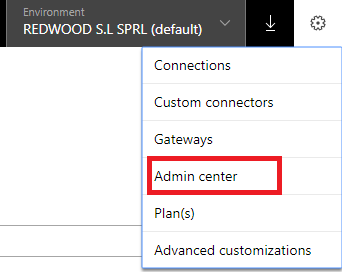 Environment
REDWOOD S.L SPRL (default)
Connections
Custom connectors
Gateways
Admin center
Plan(s)
Advanced customizations